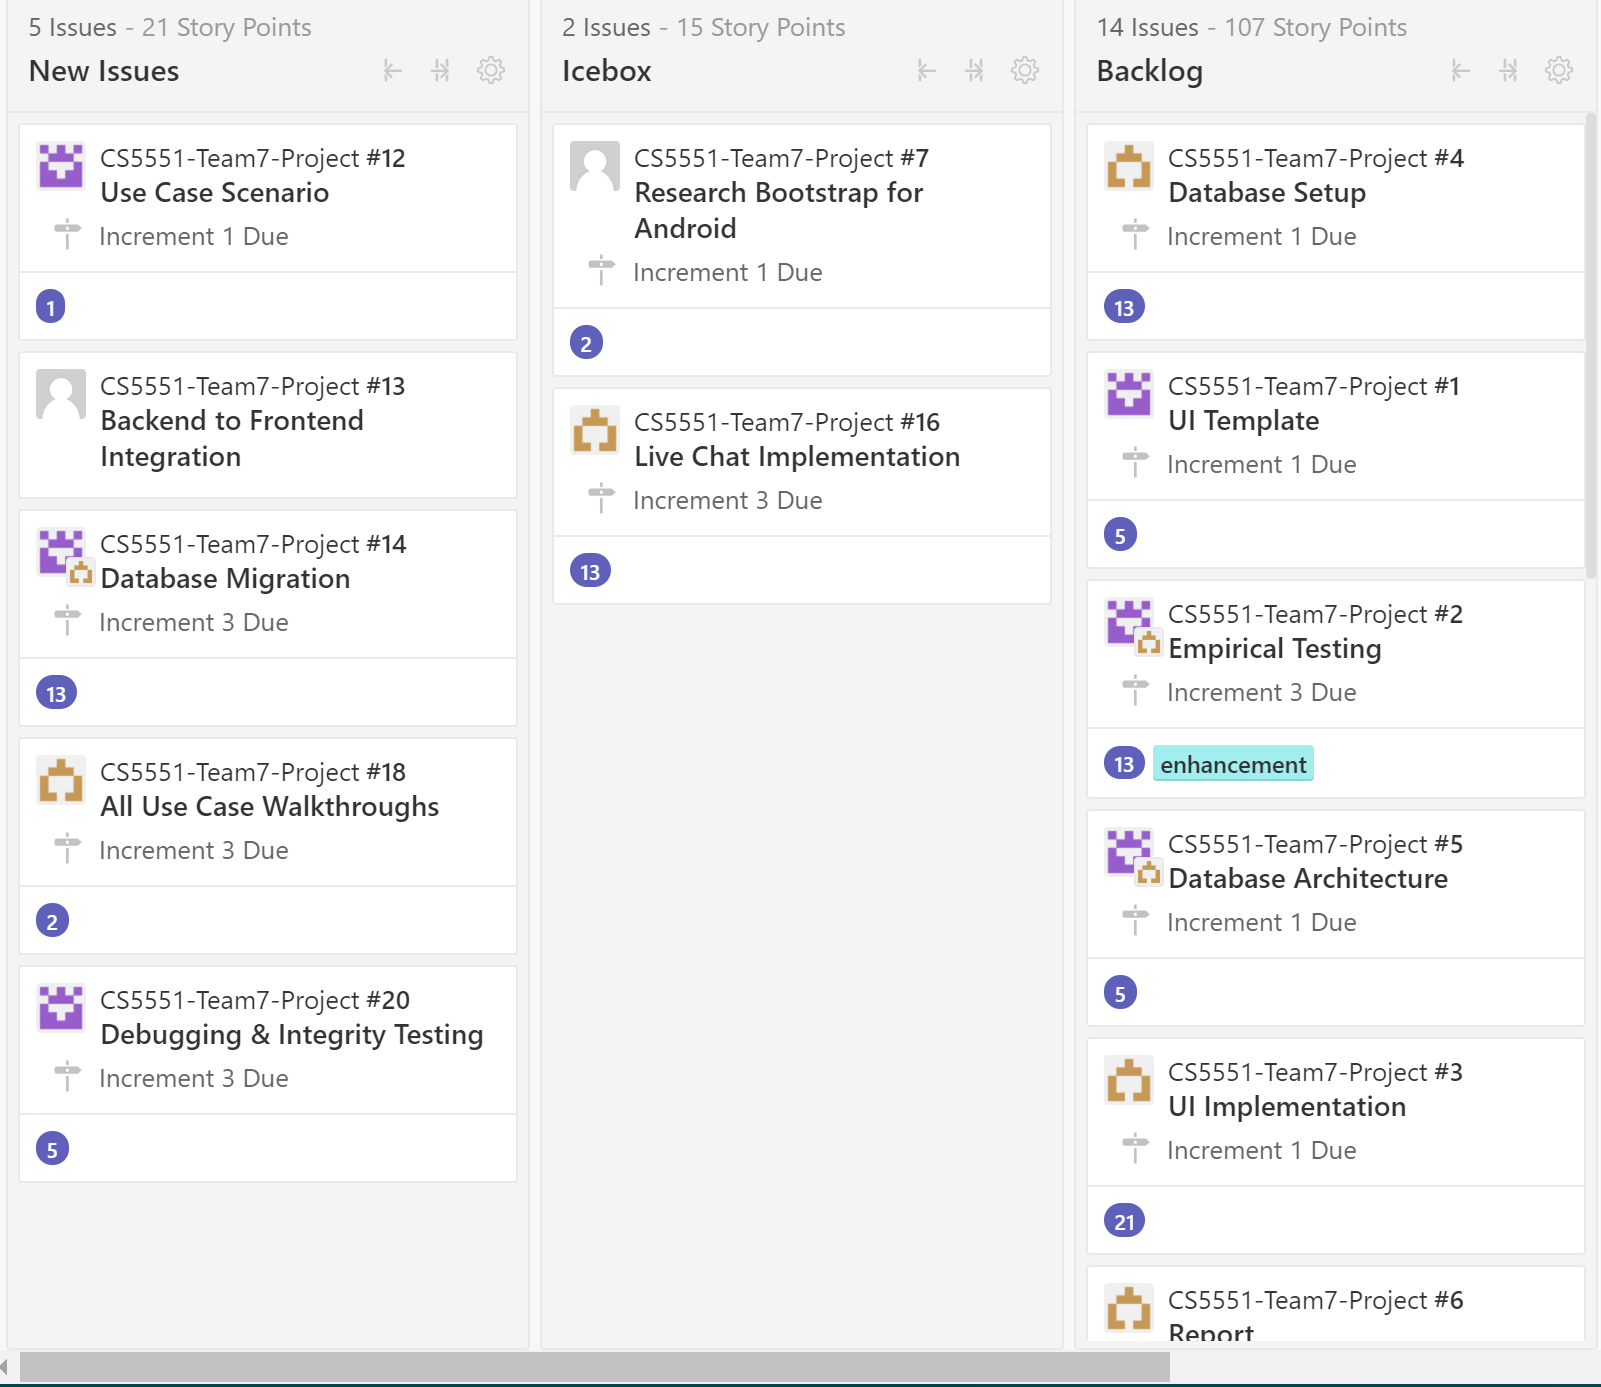 5 Issues - 21 Story Points
New Issues
CS5551-Team7-Project #12
Use Case Scenario
Increment 1 Due
1
CS5551-Team7-Project #13
Backend to Frontend
Integration
CS5551-Team7-Project #14
Database Migration
Increment 3 Due
13
CS5551-Team7-Project #18
All Use Case Walkthroughs
Increment 3 Due
2
CS5551-Team7-Project #20
Debugging & Integrity Testing
Increment 3 Due
5
2 Issues - 15 Story Points
Icebox
CS5551-Team7-Project #7
Research Bootstrap for
Android
Increment 1 Due
2
CS5551-Team7-Project #16
Live Chat Implementation
Increment 3 Due
13
14 Issues - 107 Story Points
Backlog
CS5551-Team7-Project #4
Database Setup
Increment 1 Due
13
CS5551-Team7-Project #1
UI Template
Increment 1 Due
5
CS5551-Team7-Project #2
Empirical Testing
Increment 3 Due
13 enhancement
CS5551-Team7-Project #5
Database Architecture
Increment 1 Due
5
CS5551-Team7-Project #3
UI Implementation
Increment 1 Due
21
CS5551-Team7-Project #6
Report